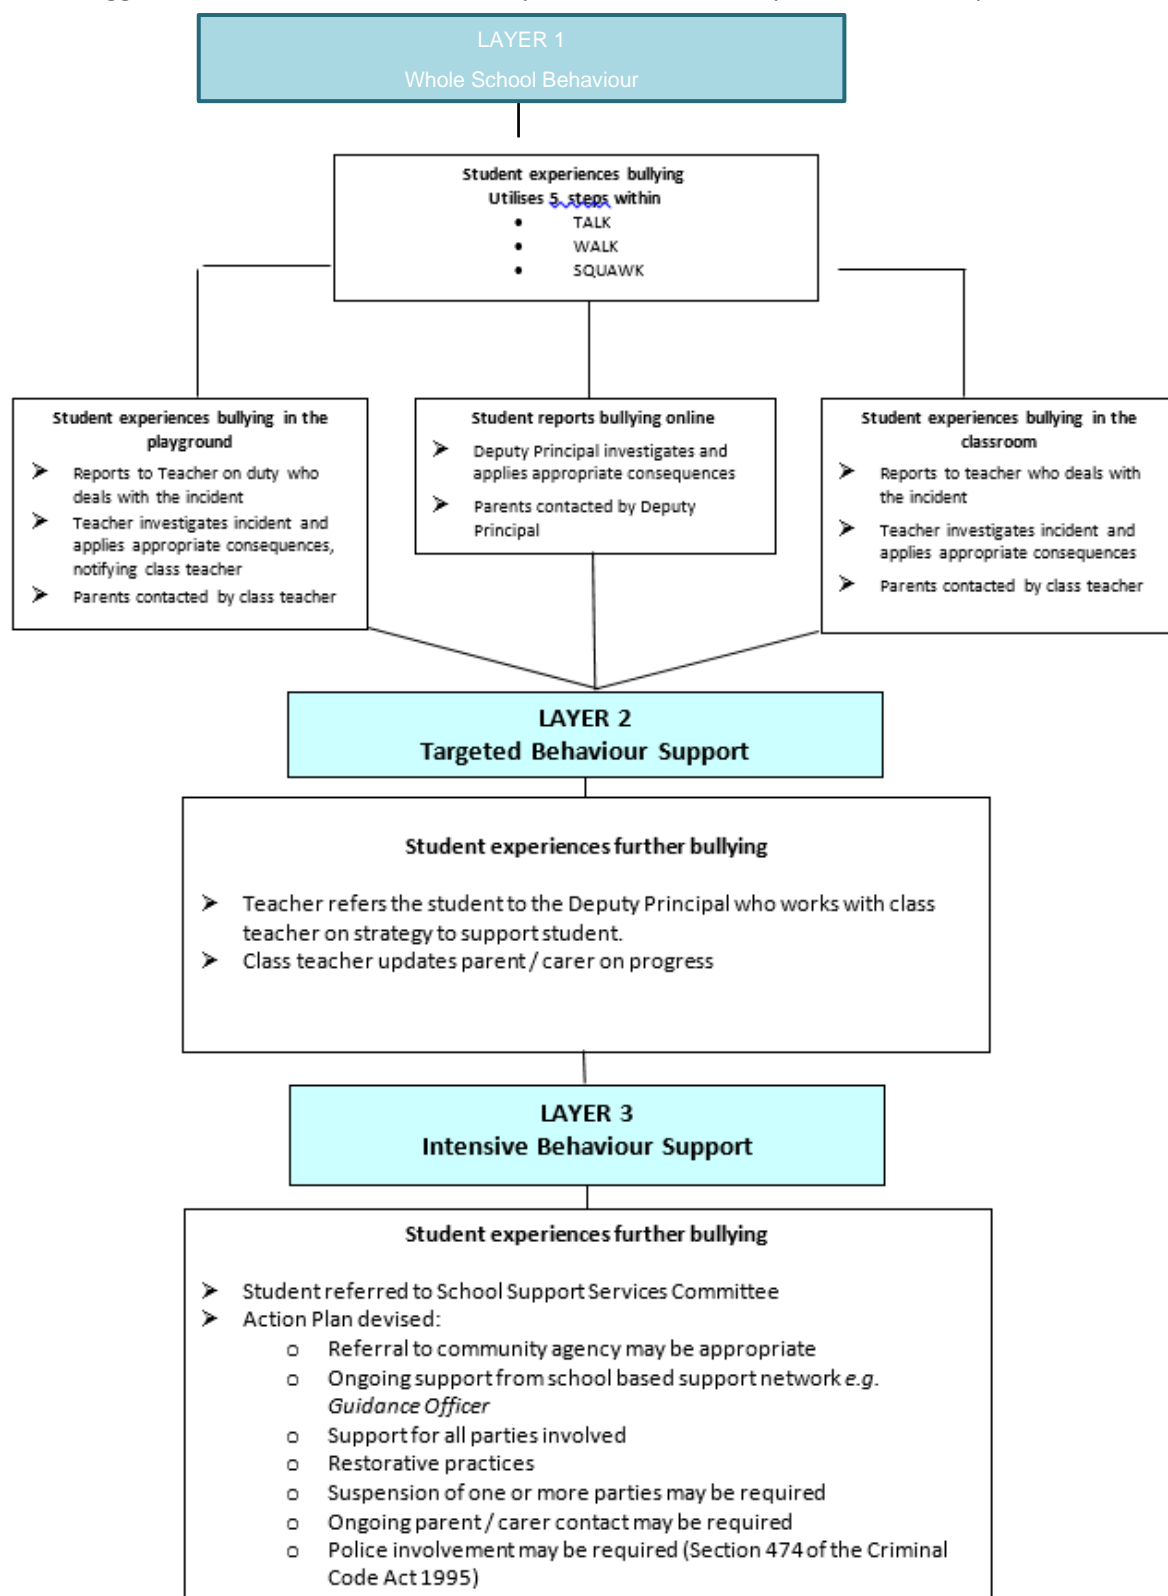 LAYER 1
Whole School Behaviour
Student experiences bullying
Utilises 5 steps within
• TALK
• WALK
• SQUAWK
Student experiences bullying in the
playground
➤ Reports to Teacher on duty who
deals with the incident
➤ Teacher investigates incident and
applies appropriate consequences,
notifying class teacher
➤ Parents contacted by class teacher
Student reports bullying online
➤ Deputy Principal investigates and
applies appropriate consequences
➤ Parents contacted by Deputy
Principal
Student experiences bullying in the
classroom
➤ Reports to teacher who deals with
the incident
➤ Teacher investigates incident and
applies appropriate consequences
➤ Parents contacted by class teacher
LAYER 2
Targeted Behaviour Support
Student experiences further bullying
➤ Teacher refers the student to the Deputy Principal who works with class
teacher on strategy to support student.
➤ Class teacher updates parent / carer on progress
LAYER 3
Intensive Behaviour Support
Student experiences further bullying
➤ Student referred to School Support Services Committee
➤ Action Plan devised:
o Referral to community agency may be appropriate
o Ongoing support from school based support network e.g.
Guidance Officer
o Support for all parties involved
o Restorative practices
o Suspension of one or more parties may be required
o Ongoing parent / carer contact may be required
o Police involvement may be required (Section 474 of the Criminal
Code Act 1995)